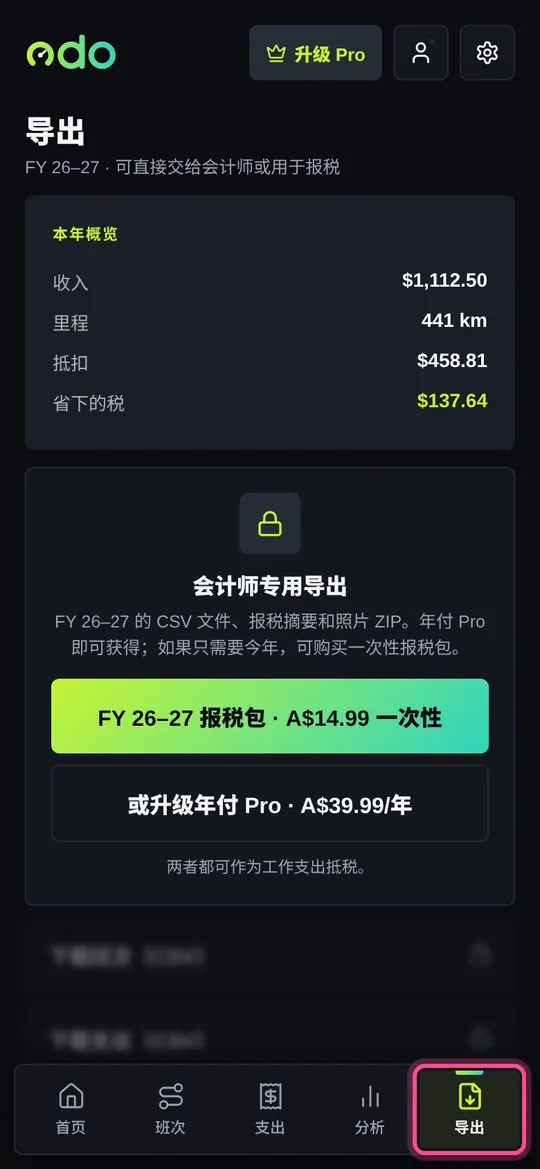 odo
升级 Pro
导出
FY 26–27 · 可直接交给会计师或用于报税
本年概览
收入 $1,112.50
里程 441 km
抵扣 $458.81
省下的税 $137.64
会计师专用导出
FY 26–27 的 CSV 文件、报税摘要和照片 ZIP。年付 Pro
即可获得；如果只需要今年，可购买一次性报税包。
FY 26–27 报税包 · A$14.99 一次性
或升级年付 Pro · A$39.99/年
两者都可作为工作支出抵税。
首页 班次 支出 分析 导出